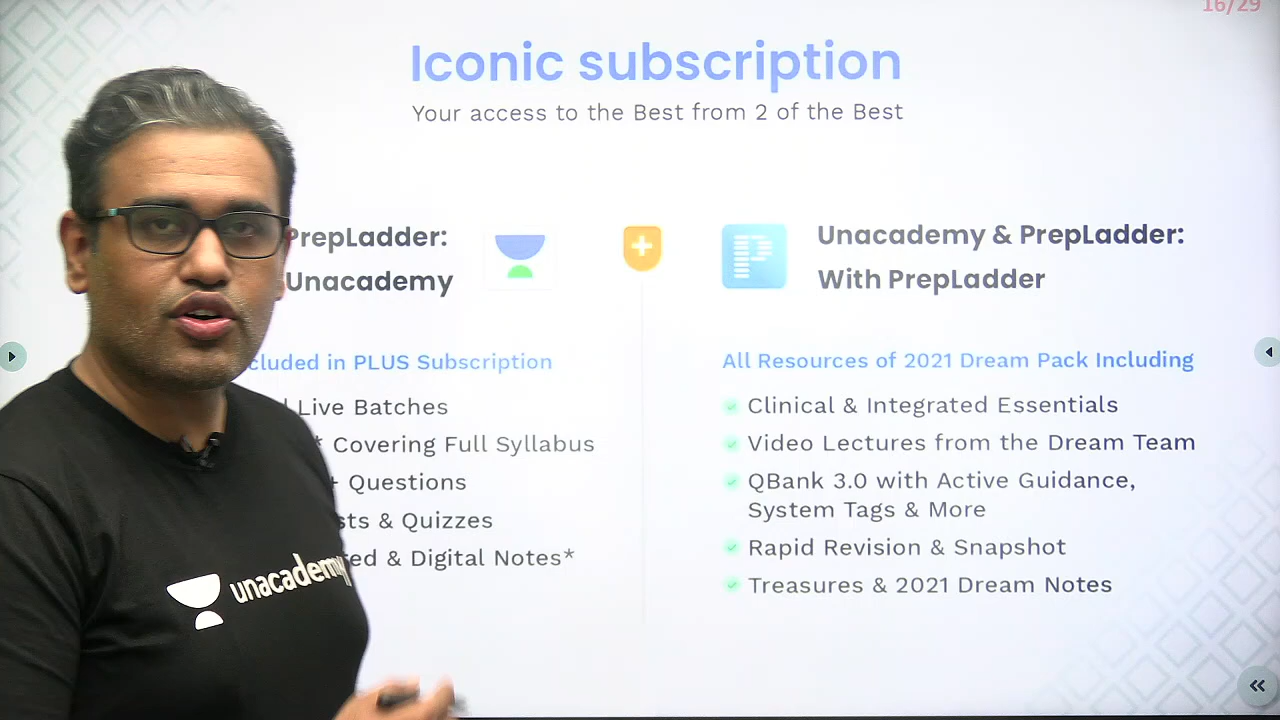 16/29
Iconic subscription
Your access to the Best from 2 of the Best
PrepLadder:
Unacademy
Unacademy & PrepLadder:
With PrepLadder
in PLUS Subscription
Live Batches
* Covering Full Syllabus
+ Questions
& Quizzes
& Digital Notes*
All Resources of 2021 Dream Pack Including
Clinical & Integrated Essentials
Video Lectures from the Dream Team
QBank 3.0 with Active Guidance,
System Tags & More
Rapid Revision & Snapshot
Treasures & 2021 Dream Notes
unacademy